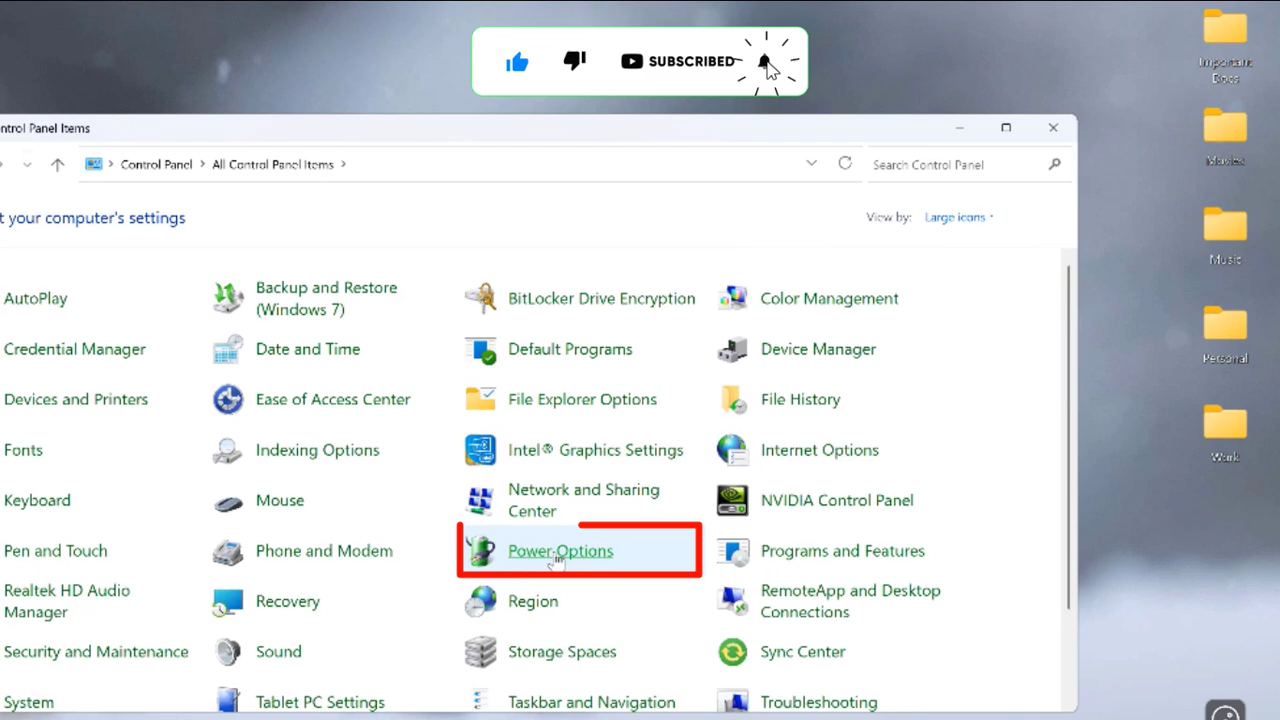 SUBSCRIBED
Important
Docs
Movies
Music
Personal
Work
ntrol Panel Items
Control Panel
All Control Panel Items
Search Control Panel
t your computer's settings
View by:
Large icons
AutoPlay
Backup and Restore
(Windows 7)
BitLocker Drive Encryption
Color Management
Credential Manager
Date and Time
Default Programs
Device Manager
Devices and Printers
Ease of Access Center
File Explorer Options
File History
Fonts
Indexing Options
Intel® Graphics Settings
Internet Options
Keyboard
Mouse
Network and Sharing
Center
NVIDIA Control Panel
Pen and Touch
Phone and Modem
Power Options
Programs and Features
Realtek HD Audio
Manager
Recovery
Region
RemoteApp and Desktop
Connections
Security and Maintenance
Sound
Storage Spaces
Sync Center
System
Tablet PC Settings
Taskbar and Navigation
Troubleshooting